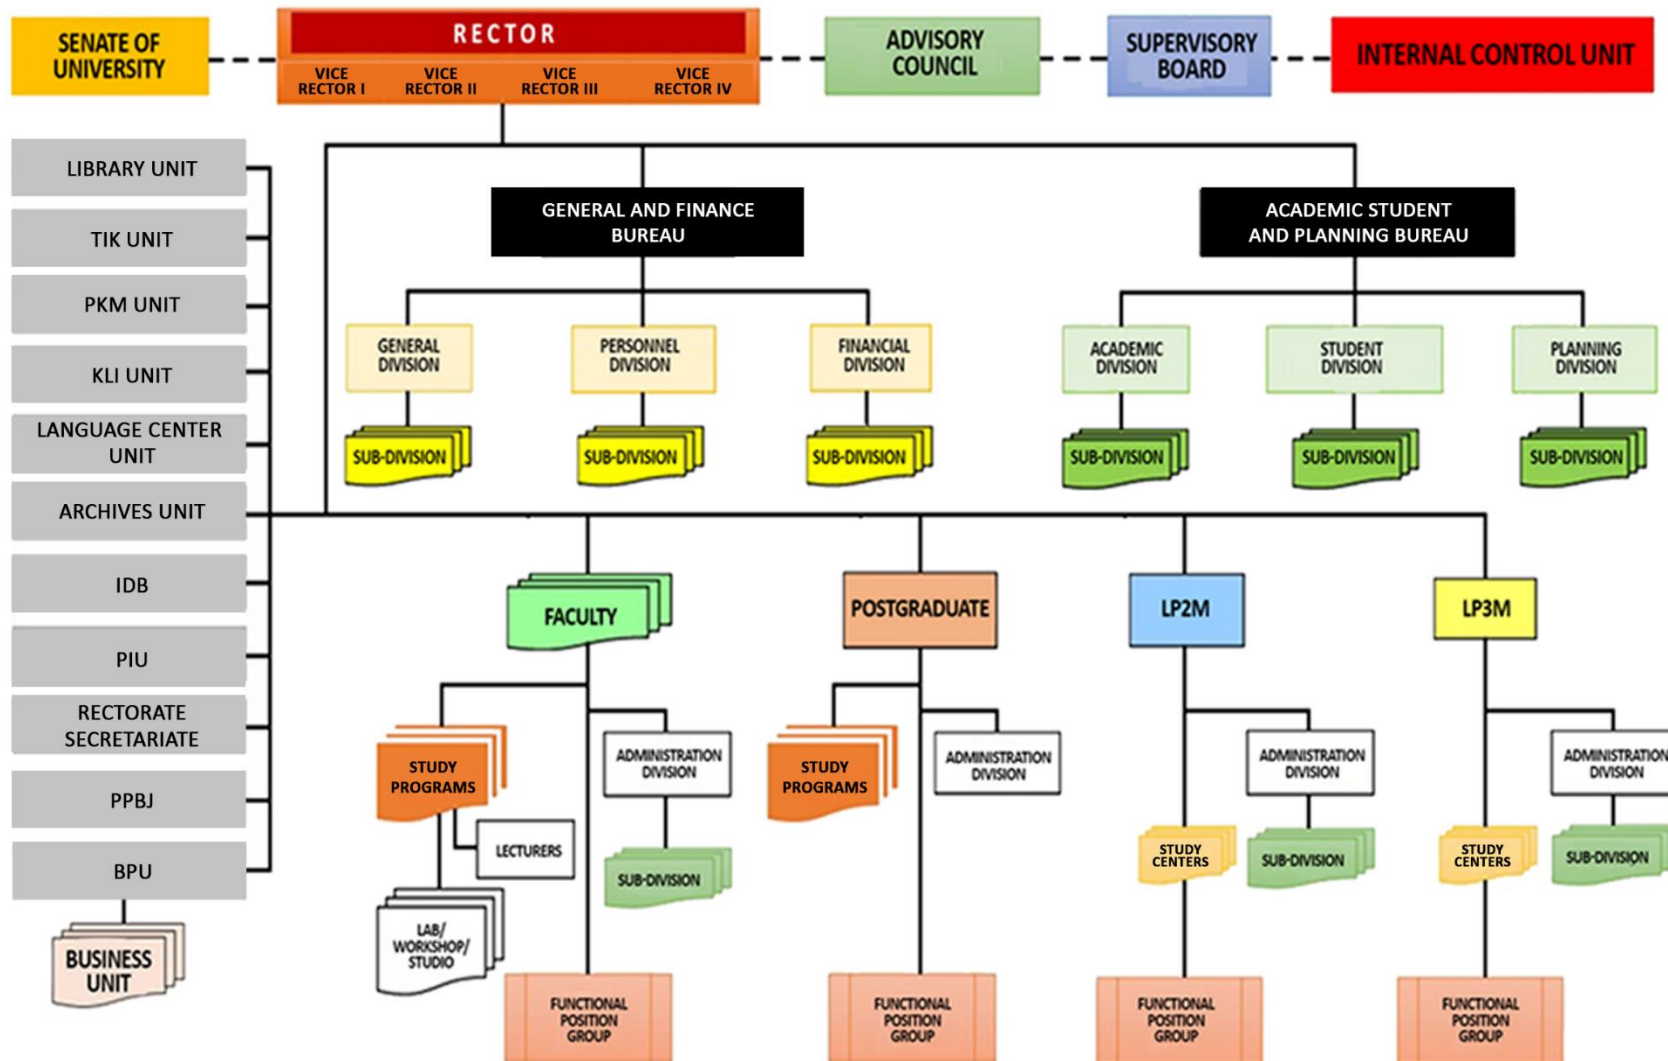 SENATE OF
UNIVERSITY
RECTOR
VICE
RECTOR I
VICE
RECTOR II
VICE
RECTOR III
VICE
RECTOR IV
ADVISORY
COUNCIL
SUPERVISORY
BOARD
INTERNAL CONTROL UNIT
LIBRARY UNIT
TIK UNIT
PKM UNIT
KLI UNIT
LANGUAGE CENTER
UNIT
ARCHIVES UNIT
IDB
PIU
RECTORATE
SECRETARIATE
PPBJ
BPU
BUSINESS
UNIT
GENERAL AND FINANCE
BUREAU
ACADEMIC STUDENT
AND PLANNING BUREAU
GENERAL
DIVISION
PERSONNEL
DIVISION
FINANCIAL
DIVISION
ACADEMIC
DIVISION
STUDENT
DIVISION
PLANNING
DIVISION
SUB-DIVISION
SUB-DIVISION
SUB-DIVISION
SUB-DIVISION
SUB-DIVISION
SUB-DIVISION
FACULTY
POSTGRADUATE
LP2M
LP3M
STUDY
PROGRAMS
ADMINISTRATION
DIVISION
STUDY
PROGRAMS
ADMINISTRATION
DIVISION
ADMINISTRATION
DIVISION
ADMINISTRATION
DIVISION
LECTURERS
SUB-DIVISION
STUDY
CENTERS
SUB-DIVISION
STUDY
CENTERS
SUB-DIVISION
LAB/
WORKSHOP/
STUDIO
FUNCTIONAL
POSITION
GROUP
FUNCTIONAL
POSITION
GROUP
FUNCTIONAL
POSITION
GROUP
FUNCTIONAL
POSITION
GROUP